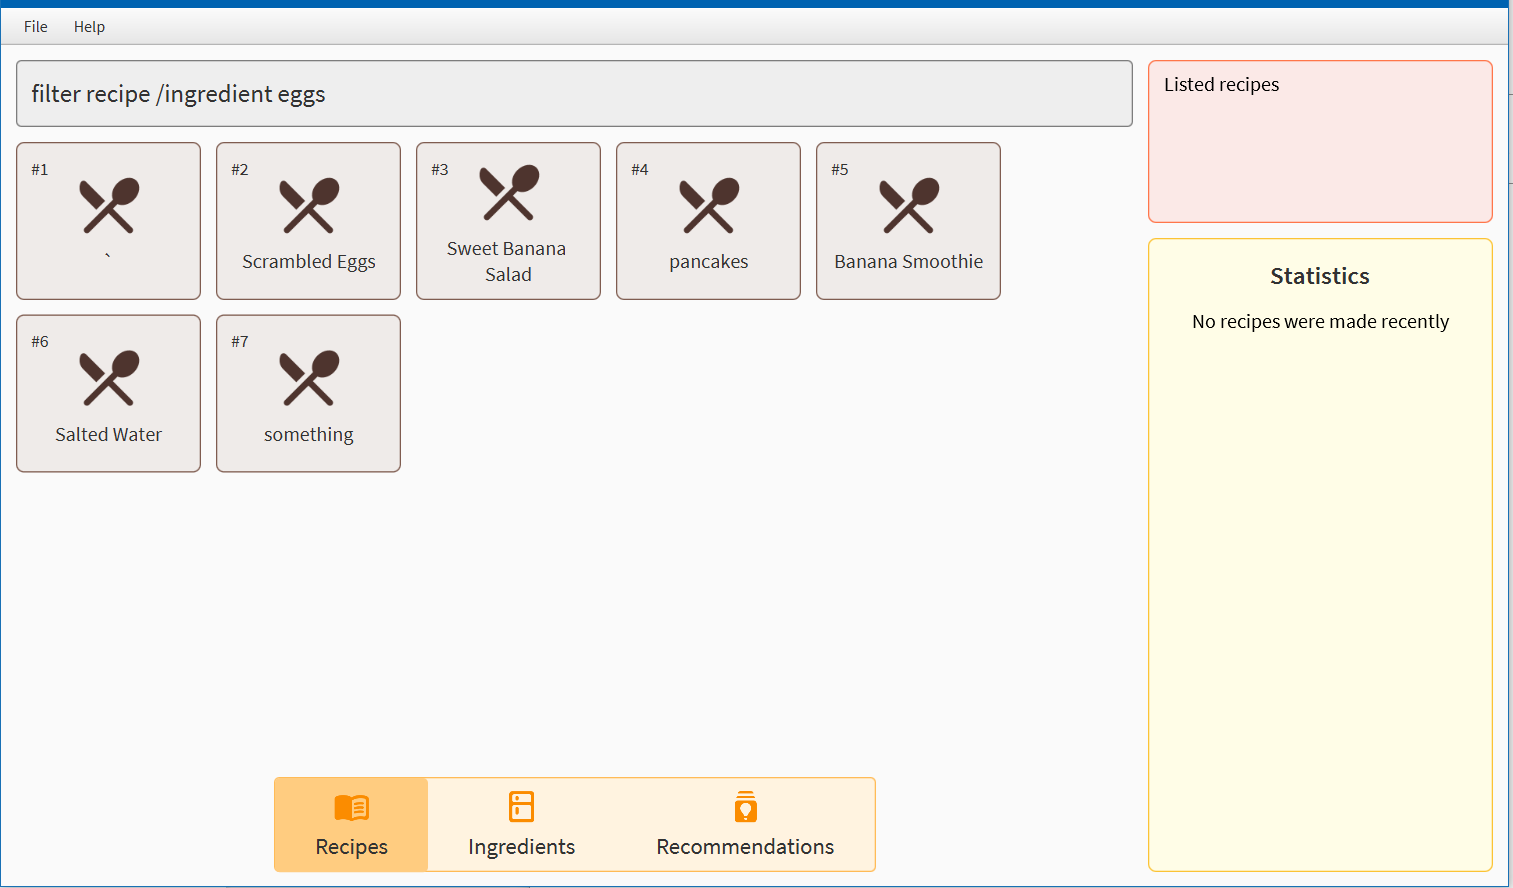 File Help
filter recipe /ingredient eggs
Listed recipes
#1
`
#2
Scrambled Eggs
#3
Sweet Banana
Salad
#4
pancakes
#5
Banana Smoothie
#6
Salted Water
#7
something
Statistics
No recipes were made recently
Recipes
Ingredients
Recommendations